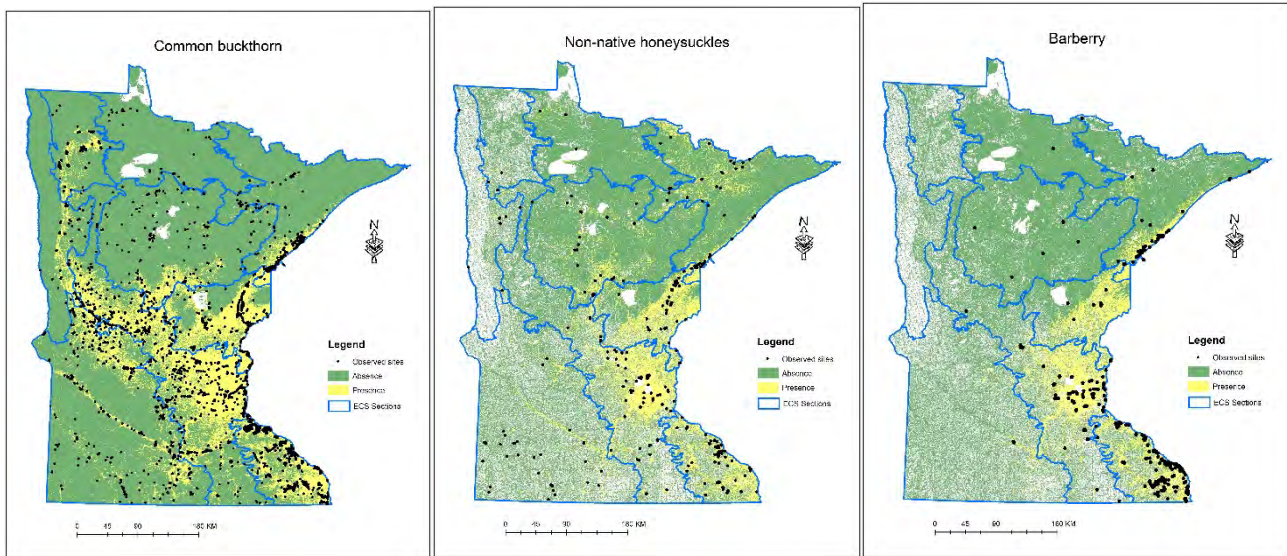 Common buckthorn
N
Legend
Observed sites
Absence
Presence
ECS Sections
0 45 90 180 KM
Non-native honeysuckles
N
Legend
Observed sites
Absence
Presence
ECS Sections
0 45 90 180 KM
Barberry
N
Legend
Observed sites
Absence
Presence
ECS Sections
0 45 90 180 KM